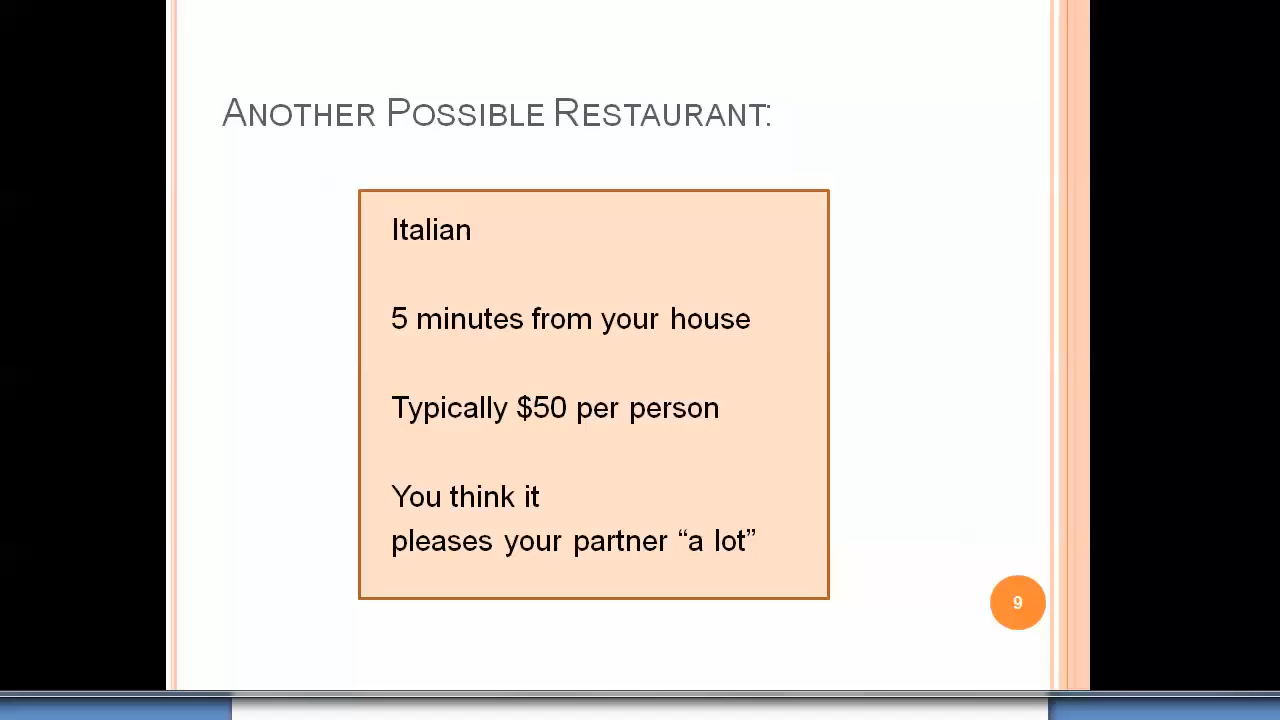 ANOTHER POSSIBLE RESTAURANT:
Italian
5 minutes from your house
Typically $50 per person
You think it
pleases your partner “a lot”
9